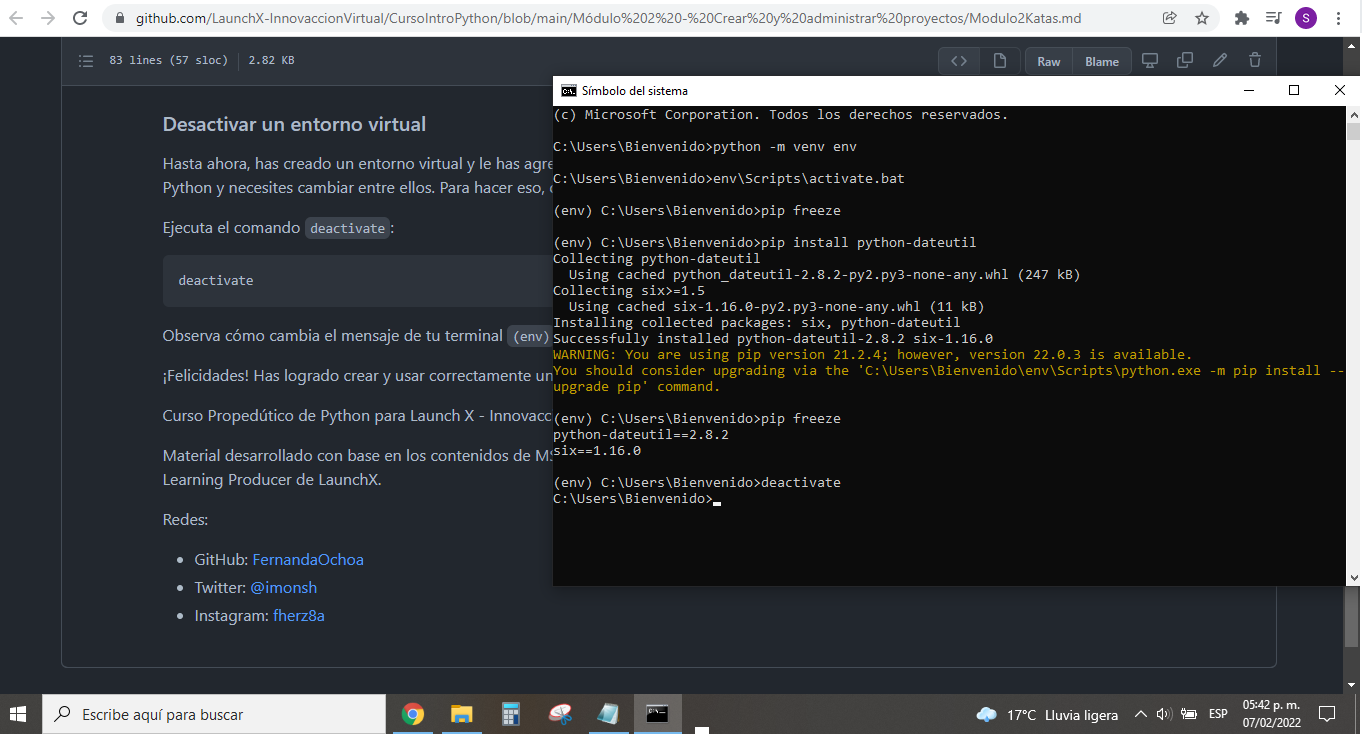 github.com/LaunchX-InnovaccionVirtual/CursoIntroPython/blob/main/Módulo%202%20-%20Crear%20y%20administrar%20proyectos/Modulo2Katas.md
S
83 lines (57 sloc) 2.82 KB
Raw Blame
Desactivar un entorno virtual
Hasta ahora, has creado un entorno virtual y le has agre
Python y necesites cambiar entre ellos. Para hacer eso,
Ejecuta el comando deactivate:
deactivate
Observa cómo cambia el mensaje de tu terminal (env)
¡Felicidades! Has logrado crear y usar correctamente un
Curso Propedútico de Python para Launch X - Innovacc
Material desarrollado con base en los contenidos de MS
Learning Producer de LaunchX.
Redes:
GitHub: FernandaOchoa
Twitter: @imonsh
Instagram: fherz8a
Símbolo del sistema
(c) Microsoft Corporation. Todos los derechos reservados.
C:\Users\Bienvenido>python -m venv env
C:\Users\Bienvenido>env\Scripts\activate.bat
(env) C:\Users\Bienvenido>pip freeze
(env) C:\Users\Bienvenido>pip install python-dateutil
Collecting python-dateutil
Using cached python_dateutil-2.8.2-py2.py3-none-any.whl (247 kB)
Collecting six>=1.5
Using cached six-1.16.0-py2.py3-none-any.whl (11 kB)
Installing collected packages: six, python-dateutil
Successfully installed python-dateutil-2.8.2 six-1.16.0
WARNING: You are using pip version 21.2.4; however, version 22.0.3 is available.
You should consider upgrading via the 'C:\Users\Bienvenido\env\Scripts\python.exe -m pip install --
upgrade pip' command.
(env) C:\Users\Bienvenido>pip freeze
python-dateutil==2.8.2
six==1.16.0
(env) C:\Users\Bienvenido>deactivate
C:\Users\Bienvenido>
Escribe aquí para buscar
17°C Lluvia ligera
ESP
05:42 p. m.
07/02/2022